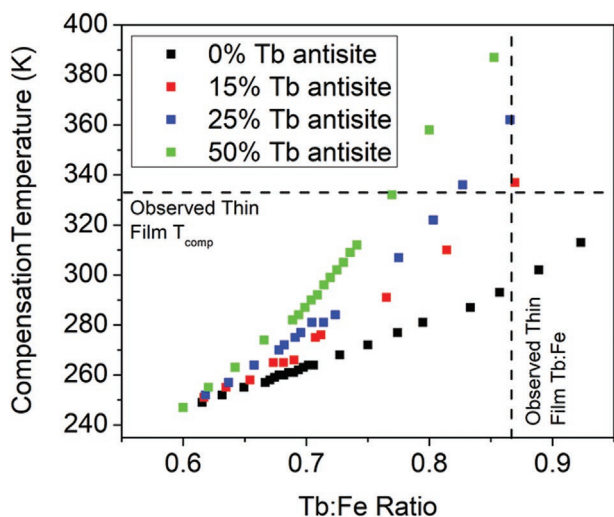 400
380
360
340
320
300
280
260
240
CompensationTemperature (K)
0% Tb antisite
15% Tb antisite
25% Tb antisite
50% Tb antisite
Observed Thin
Film Tcomp
Observed Thin
Film Tb:Fe
0.6 0.7 0.8 0.9
Tb:Fe Ratio